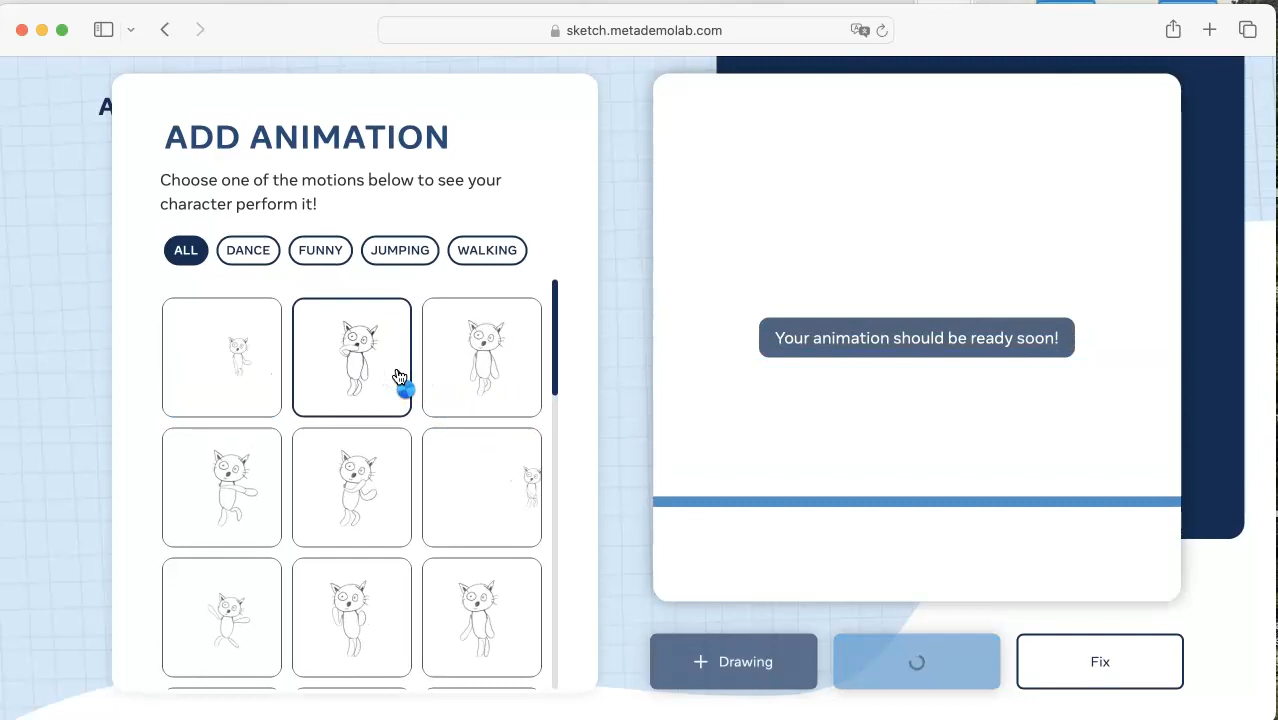 sketch.metademolab.com
A
ADD ANIMATION
Choose one of the motions below to see your
character perform it!
ALL
DANCE
FUNNY
JUMPING
WALKING
Your animation should be ready soon!
+ Drawing
Fix